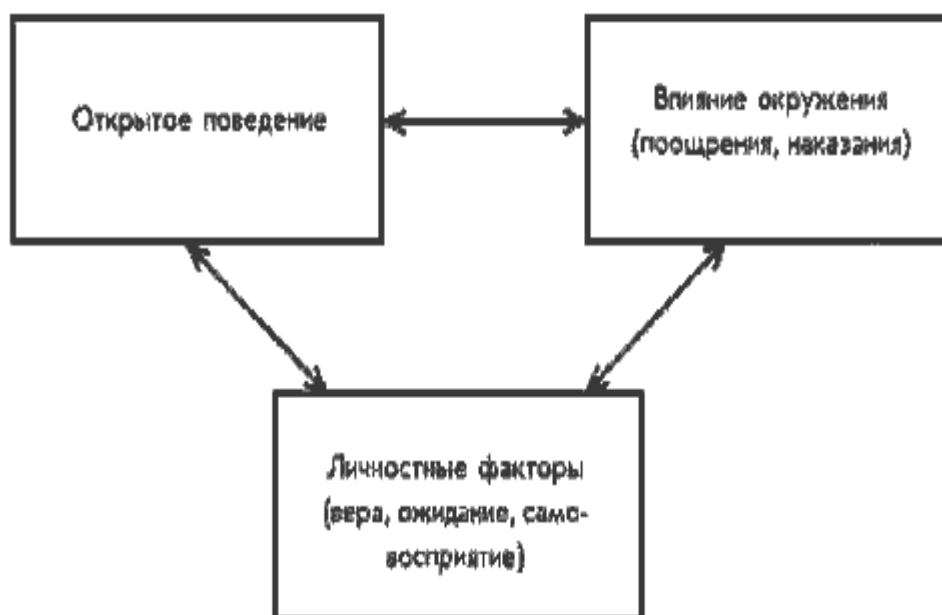 Открытое поведение
Влияние окружения
(поощрения, наказания)
Личностные факторы
(вера, ожидание, само-
восприятие)